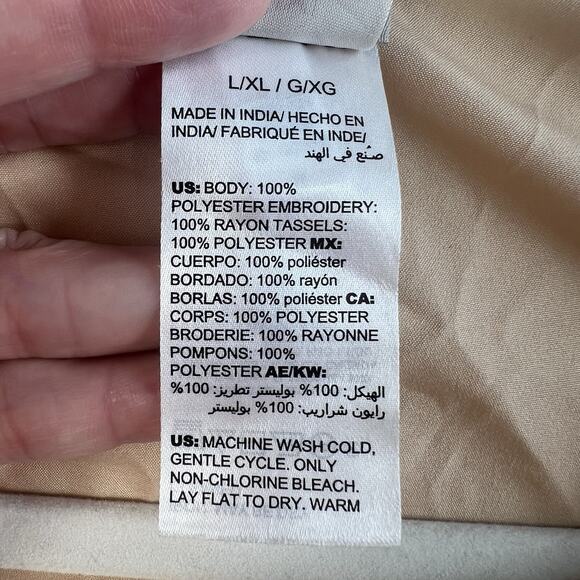 L/XL / G/XG
MADE IN INDIA/ HECHO EN
INDIA/ FABRIQUÉ EN INDE/
صنع في الهند
US: BODY: 100%
POLYESTER EMBROIDERY:
100% RAYON TASSELS:
100% POLYESTER MX:
CUERPO: 100% poliéster
BORDADO: 100% rayón
BORLAS: 100% poliéster CA:
CORPS: 100% POLYESTER
BRODERIE: 100% RAYONNE
POMPONS: 100%
POLYESTER AE/KW:
الهيكل: 100% بوليستر تطريز: 100%
رايون شراريب: 100% بوليستر
US: MACHINE WASH COLD,
GENTLE CYCLE. ONLY
NON-CHLORINE BLEACH.
LAY FLAT TO DRY. WARM